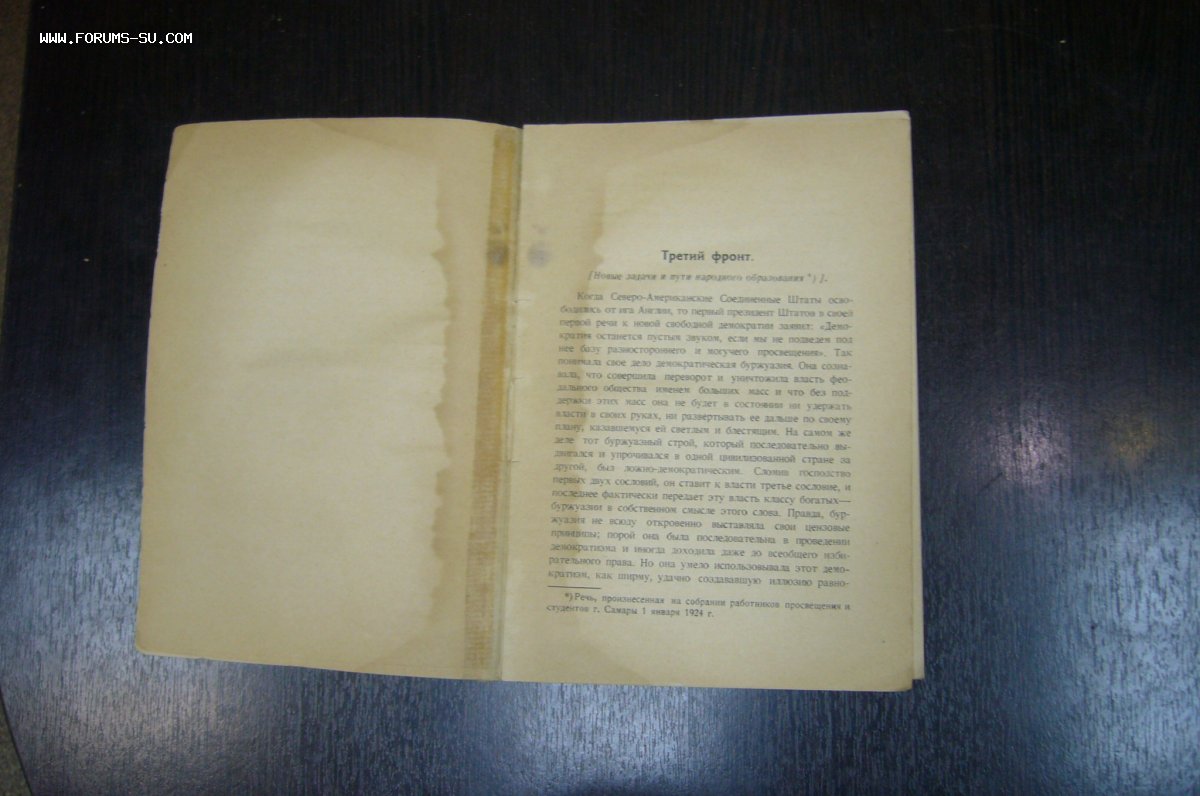 WWW.FORUMS-SU.COM
Третий фронт.
[Новые задачи и пути народного образования *) ].
Когда Северо-Американские Соединенные Штаты осво-
бодились от ига Англии, то первый президент Штатов в своей
первой речи к новой свободной демократии заявил: «Демо-
кратия останется пустым звуком, если мы не подведем под
нее базу разностороннего и могучего просвещения». Так
понимала свое дело демократическая буржуазия. Она созна-
вала, что совершила переворот и уничтожила власть фео-
дального общества именем больших масс и что без под-
держки этих масс она не будет в состоянии ни удержать
власти в своих руках, ни развертывать ее дальше по своему
плану, казавшемуся ей светлым и блестящим. На самом же
деле тот буржуазный строй, который последовательно вы-
двигался и упрочивался в одной цивилизованной стране за
другой, был ложно-демократическим. Сломив господство
первых двух сословий, он ставит к власти третье сословие, и
последнее фактически передает эту власть классу богатых—
буржуазии в собственном смысле этого слова. Правда, бур-
жуазия не всюду откровенно выставляла свои цензовые
принципы; порой она была последовательна в проведении
демократизма и иногда доходила даже до всеобщего изби-
рательного права. Но она умело использовывала этот демо-
кратизм, как ширму, удачно создававшую иллюзию равно-
*) Речь, произнесенная на собрании работников просвещения и
студентов г. Самары 1 января 1924 г.